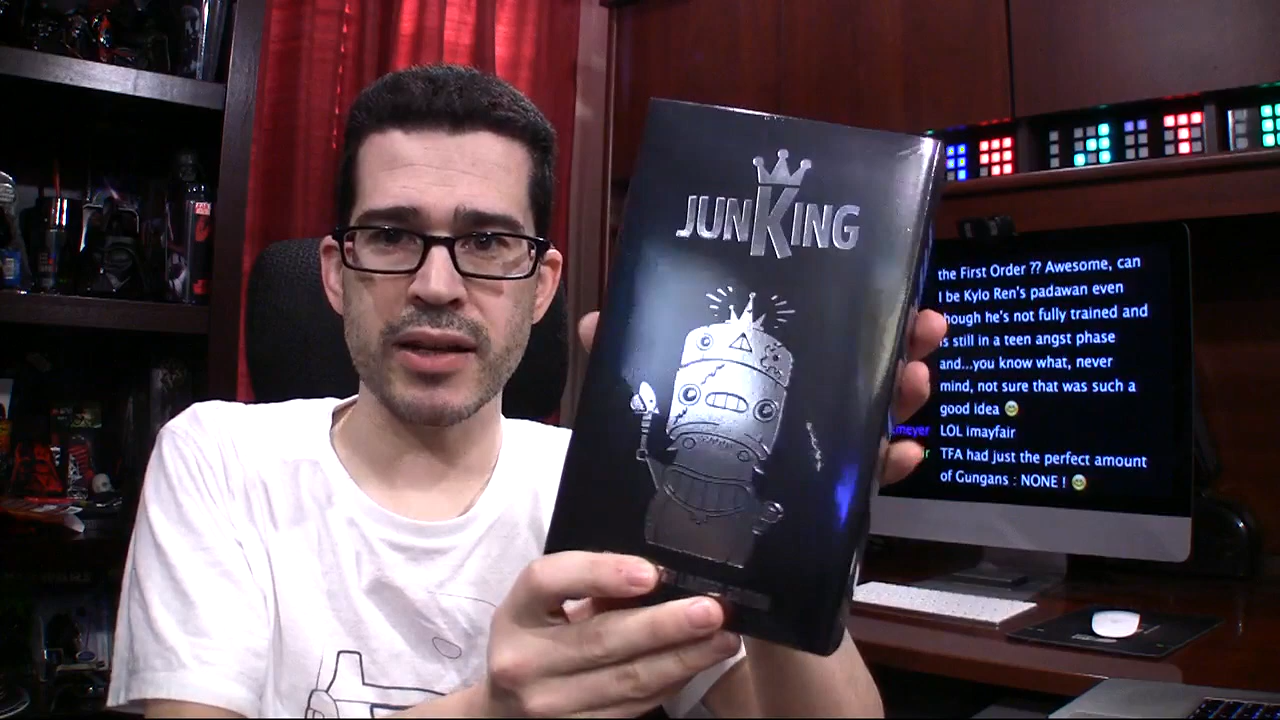 JUNKING
the First Order ?? Awesome, can
I be Kylo Ren's padawan even
though he's not fully trained and
is still in a teen angst phase
and...you know what, never
mind, not sure that was such a
good idea
meyer LOL imayfair
r TFA had just the perfect amount
of Gungans : NONE !